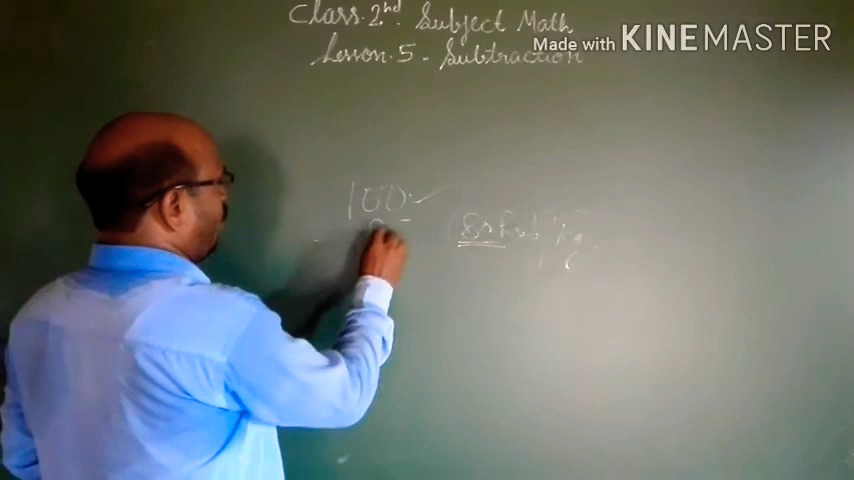 Class.2nd. Subject Math
Lesson.5 - Subtraction
Made with KINEMASTER
100